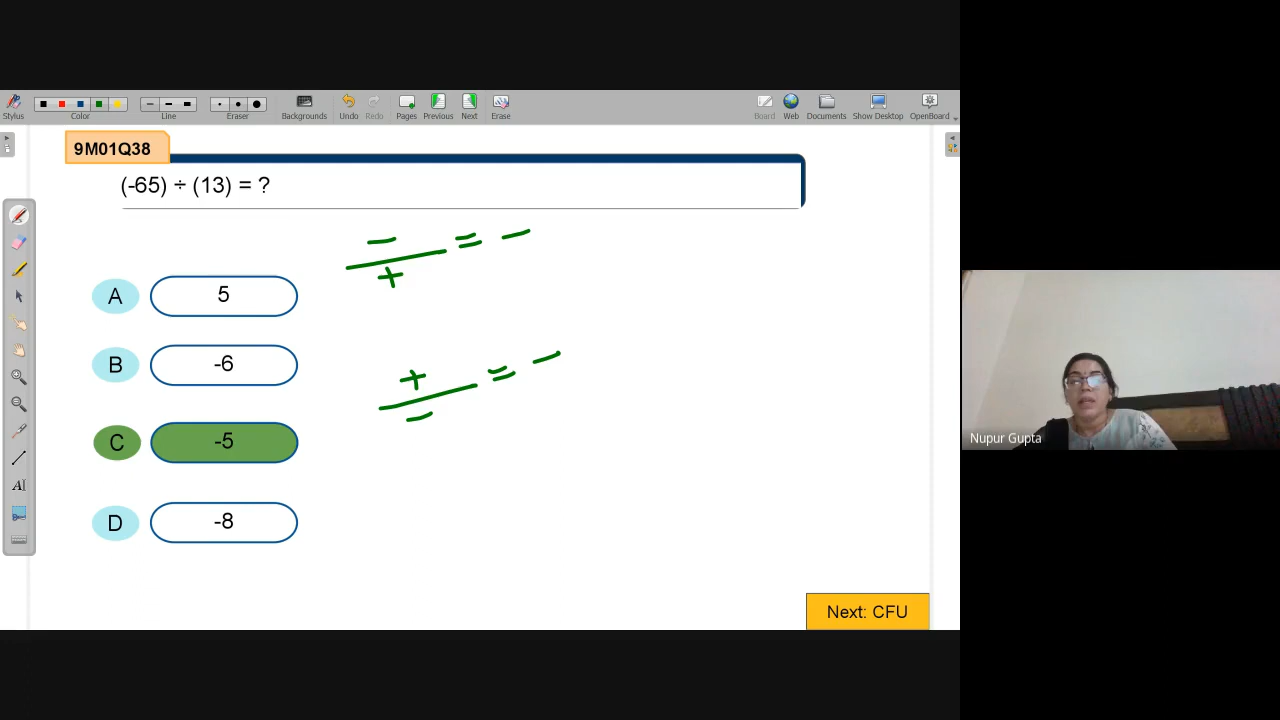 Stylus
Color
Line
Eraser
Backgrounds
Undo
Redo
Pages
Previous
Next
Erase
Board
Web
Documents
Show Desktop
OpenBoard
9M01Q38
(-65) ÷ (13) = ?
− / + = −
A 5
B -6
+ / − = −
C -5
D -8
Next: CFU
Nupur Gupta